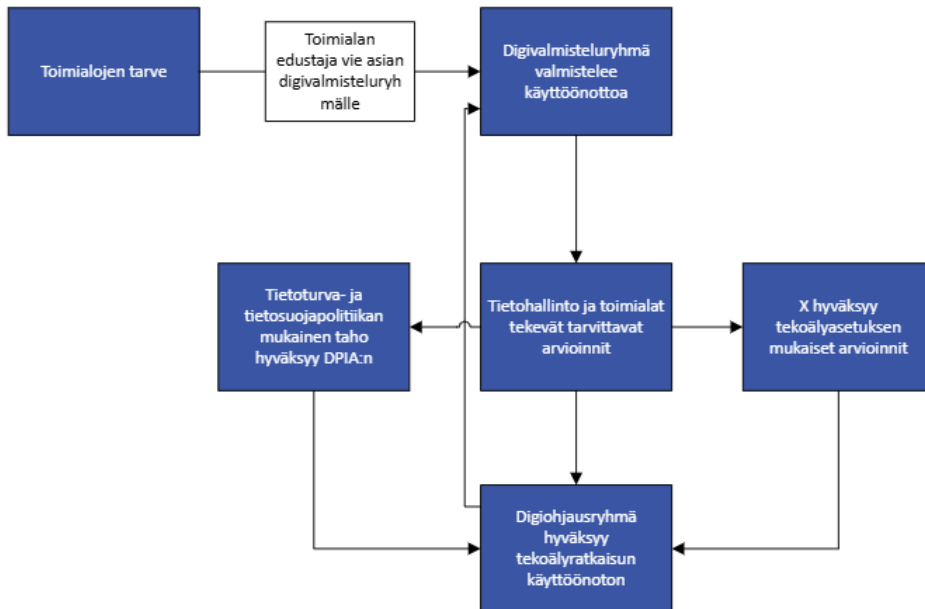 Toimialojen tarve
Toimialan
edustaja vie asian
digivalmisteluryh
mälle
Digivalmisteluryhmä
valmistelee
käyttöönottoa
Tietoturva- ja
tietosuojapolitiikan
mukainen taho
hyväksyy DPIA:n
Tietohallinto ja toimialat
tekevät tarvittavat
arvioinnit
X hyväksyy
tekoälyasetuksen
mukaiset arvioinnit
Digiohjausryhmä
hyväksyy
tekoälyratkaisun
käyttöönoton